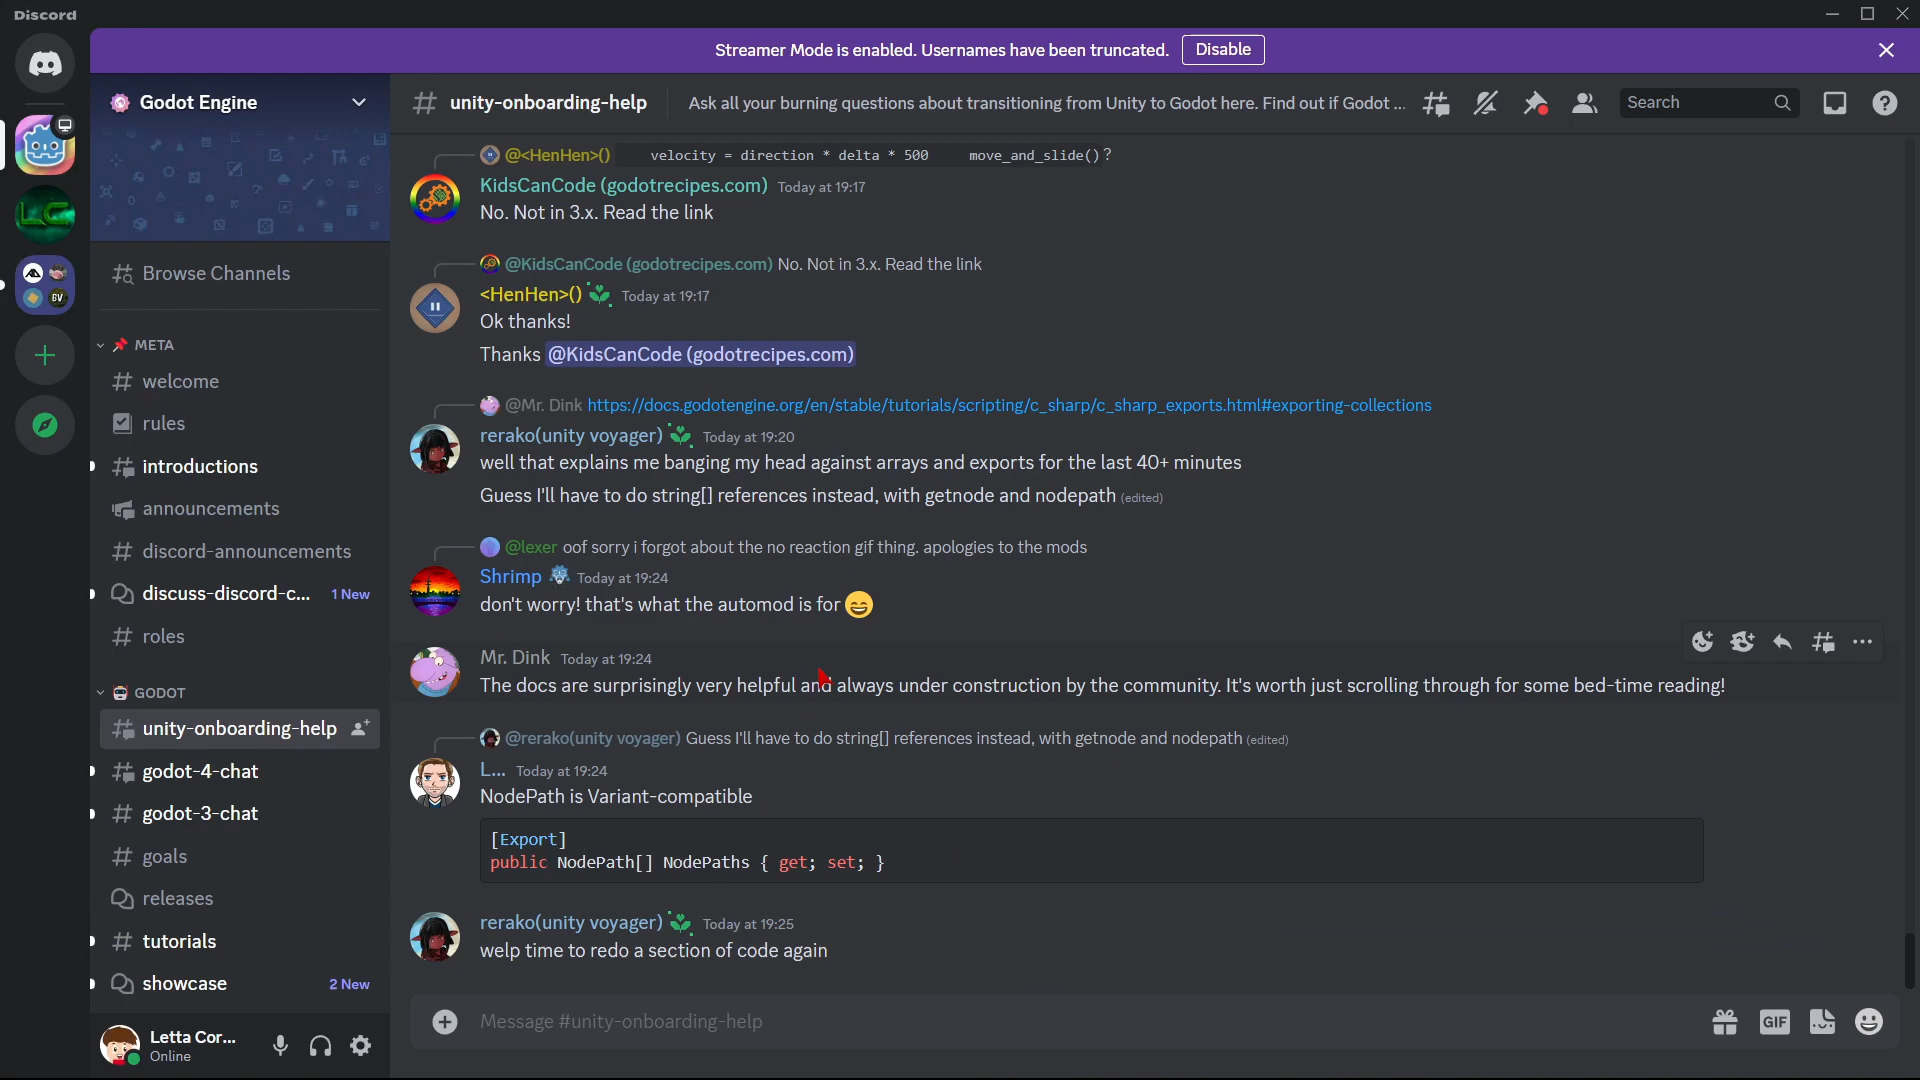 Discord
Streamer Mode is enabled. Usernames have been truncated. Disable
Godot Engine
# unity-onboarding-help Ask all your burning questions about transitioning from Unity to Godot here. Find out if Godot ... Search
@<HenHen>() velocity = direction * delta * 500 move_and_slide()?
KidsCanCode (godotrecipes.com) Today at 19:17
No. Not in 3.x. Read the link
@KidsCanCode (godotrecipes.com) No. Not in 3.x. Read the link
<HenHen>() Today at 19:17
Ok thanks!
Thanks @KidsCanCode (godotrecipes.com)
@Mr. Dink https://docs.godotengine.org/en/stable/tutorials/scripting/c_sharp/c_sharp_exports.html#exporting-collections
rerako(unity voyager) Today at 19:20
well that explains me banging my head against arrays and exports for the last 40+ minutes
Guess I'll have to do string[] references instead, with getnode and nodepath (edited)
@lexer oof sorry i forgot about the no reaction gif thing. apologies to the mods
Shrimp Today at 19:24
don't worry! that's what the automod is for 😄
Mr. Dink Today at 19:24
The docs are surprisingly very helpful and always under construction by the community. It's worth just scrolling through for some bed-time reading!
@rerako(unity voyager) Guess I'll have to do string[] references instead, with getnode and nodepath (edited)
L... Today at 19:24
NodePath is Variant-compatible
[Export]
public NodePath[] NodePaths { get; set; }
rerako(unity voyager) Today at 19:25
welp time to redo a section of code again
Message #unity-onboarding-help
GIF
LC
BV
Browse Channels
META
welcome
rules
introductions
announcements
discord-announcements
discuss-discord-c... 1 New
roles
GODOT
unity-onboarding-help
godot-4-chat
godot-3-chat
goals
releases
tutorials
showcase 2 New
Letta Cor...
Online